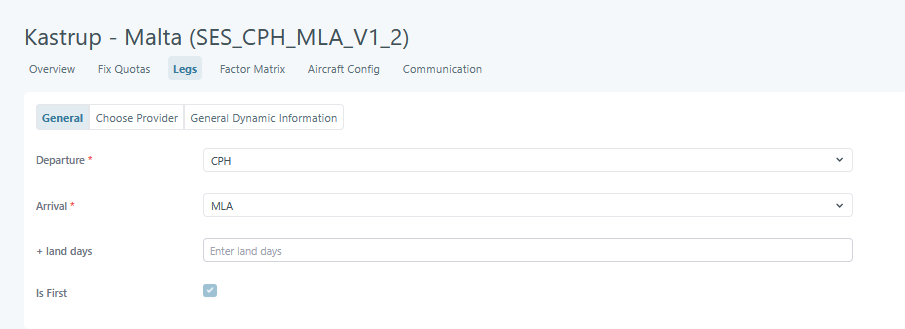 Kastrup - Malta (SES_CPH_MLA_V1_2)
Overview Fix Quotas Legs Factor Matrix Aircraft Config Communication
General Choose Provider General Dynamic Information
Departure * CPH
Arrival * MLA
+ land days Enter land days
Is First